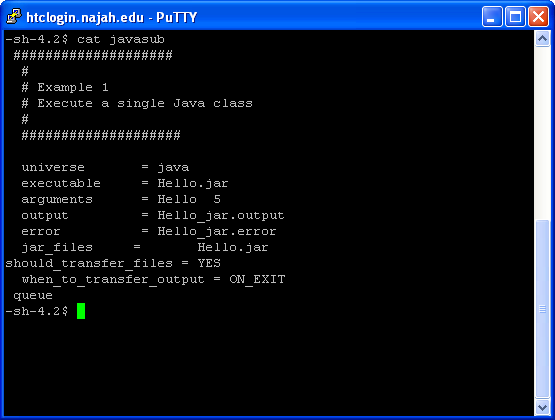 htclogin.najah.edu - PuTTY
-sh-4.2$ cat javasub
####################
#
# Example 1
# Execute a single Java class
#
####################
universe       = java
executable     = Hello.jar
arguments      = Hello  5
output         = Hello_jar.output
error          = Hello_jar.error
jar_files     =       Hello.jar
should_transfer_files = YES
when_to_transfer_output = ON_EXIT
queue
-sh-4.2$